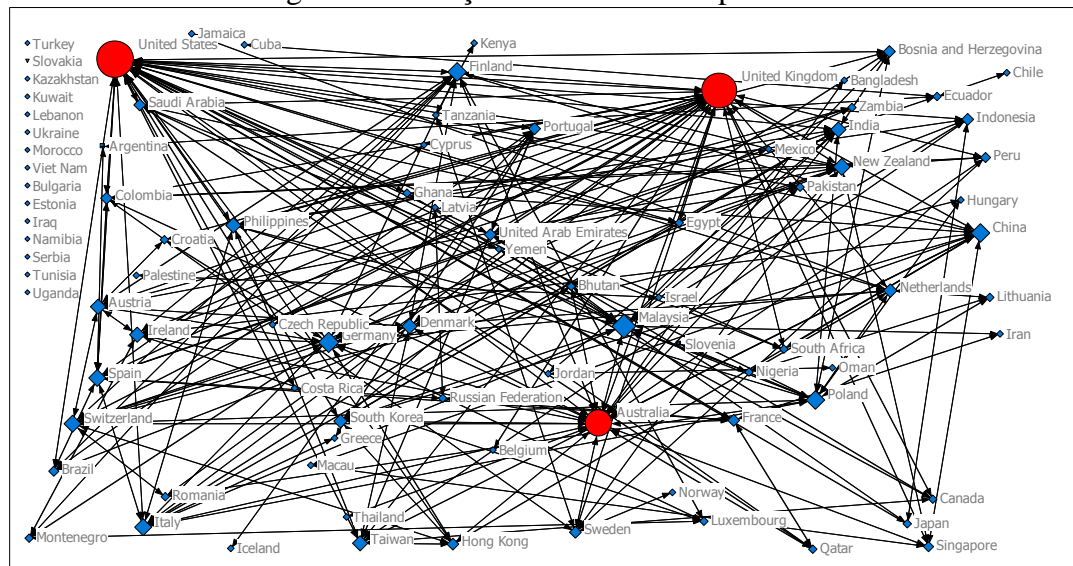 Turkey
Slovakia
Kazakhstan
Kuwait
Lebanon
Ukraine
Morocco
Viet Nam
Bulgaria
Estonia
Iraq
Namibia
Serbia
Tunisia
Uganda
United States
Jamaica
Cuba
Kenya
Finland
Bosnia and Herzegovina
United Kingdom
Bangladesh
Chile
Saudi Arabia
Ecuador
Zambia
Tanzania
Portugal
India
Indonesia
Argentina
Cyprus
Mexico
New Zealand
Peru
Colombia
Ghana
Latvia
Pakistan
Hungary
Philippines
Egypt
United Arab Emirates
China
Croatia
Yemen
Palestine
Bhutan
Israel
Netherlands
Lithuania
Austria
Ireland
Czech Republic
Germany
Denmark
Malaysia
Slovenia
South Africa
Iran
Spain
Jordan
Nigeria
Oman
Costa Rica
Russian Federation
Poland
Switzerland
South Korea
Australia
France
Greece
Belgium
Brazil
Macau
Romania
Norway
Canada
Italy
Thailand
Luxembourg
Japan
Montenegro
Iceland
Taiwan
Hong Kong
Sweden
Qatar
Singapore